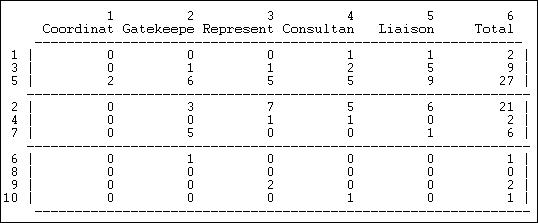 1 2 3 4 5 6
Coordinat Gatekeepe Represent Consultan Liaison Total
1 | 0 0 0 1 1 2 |
3 | 0 1 1 2 5 9 |
5 | 2 6 5 5 9 27 |
2 | 0 3 7 5 6 21 |
4 | 0 0 1 1 0 2 |
7 | 0 5 0 0 1 6 |
6 | 0 1 0 0 0 1 |
8 | 0 0 0 0 0 0 |
9 | 0 0 2 0 0 2 |
10 | 0 0 0 1 0 1 |